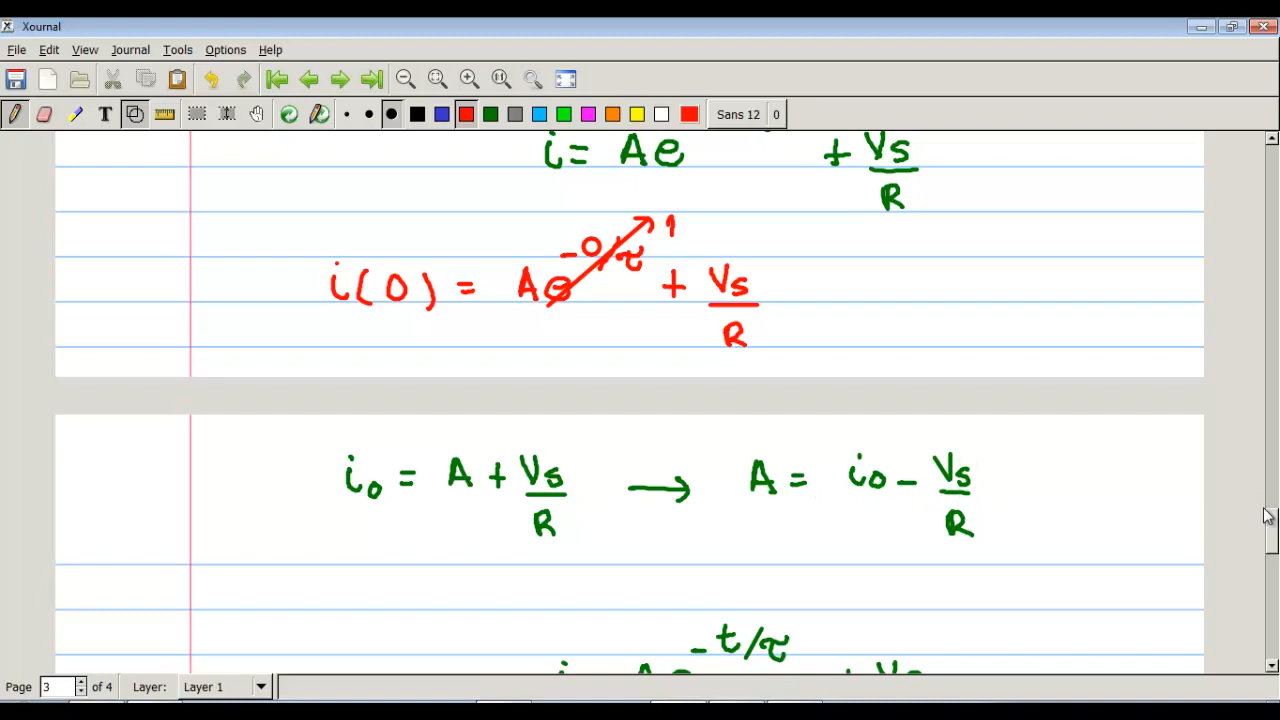 Xournal
File Edit View Journal Tools Options Help
Sans 12 0
i = Ae + Vs/R
i(0) = Ae^-0/τ 1 + Vs/R
i0 = A + Vs/R → A = i0 - Vs/R
-t/τ
Page 3 of 4 Layer: Layer 1